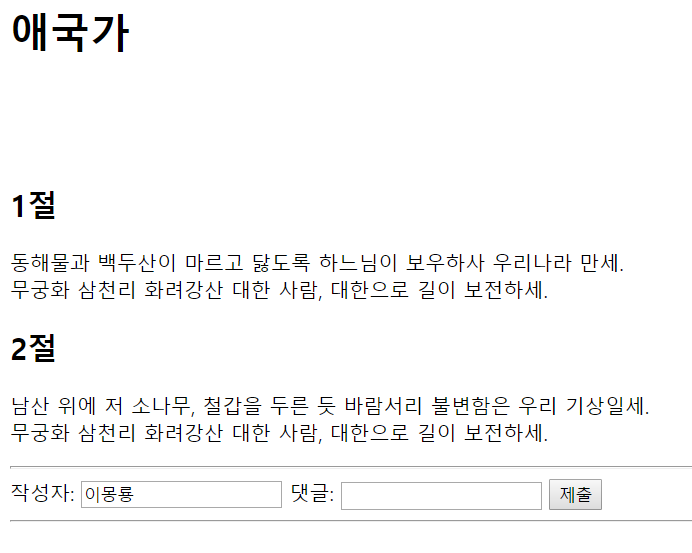 애국가
1절
동해물과 백두산이 마르고 닳도록 하느님이 보우하사 우리나라 만세.
무궁화 삼천리 화려강산 대한 사람, 대한으로 길이 보전하세.
2절
남산 위에 저 소나무, 철갑을 두른 듯 바람서리 불변함은 우리 기상일세.
무궁화 삼천리 화려강산 대한 사람, 대한으로 길이 보전하세.
작성자: 이몽룡 댓글: 제출